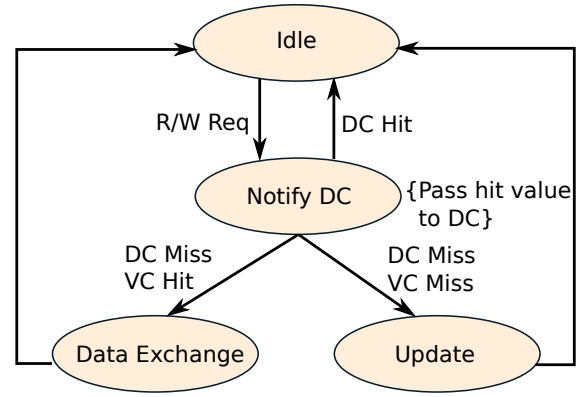 Idle
R/W Req
DC Hit
Notify DC
{Pass hit value
to DC}
DC Miss
VC Hit
DC Miss
VC Miss
Data Exchange
Update